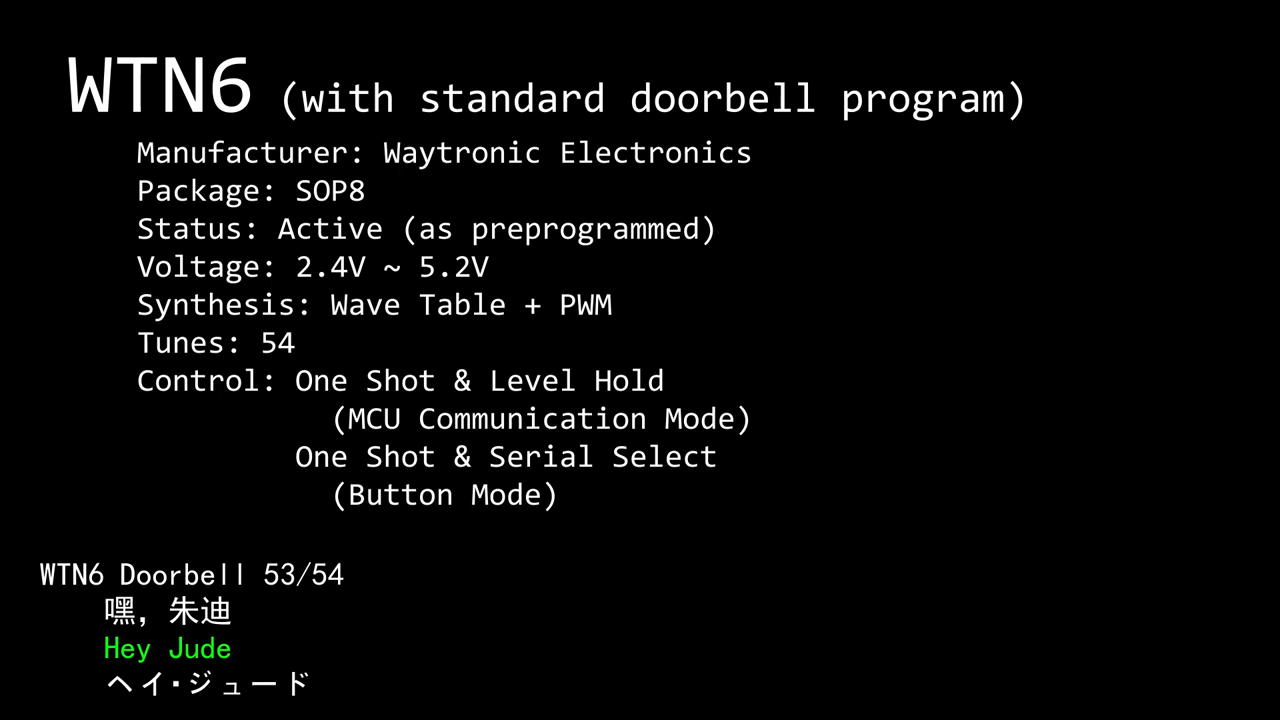 WTN6 (with standard doorbell program)
Manufacturer: Waytronic Electronics
Package: SOP8
Status: Active (as preprogrammed)
Voltage: 2.4V ~ 5.2V
Synthesis: Wave Table + PWM
Tunes: 54
Control: One Shot & Level Hold
(MCU Communication Mode)
One Shot & Serial Select
(Button Mode)
WTN6 Doorbell 53/54
嘿，朱迪
Hey Jude
ヘイ・ジュード